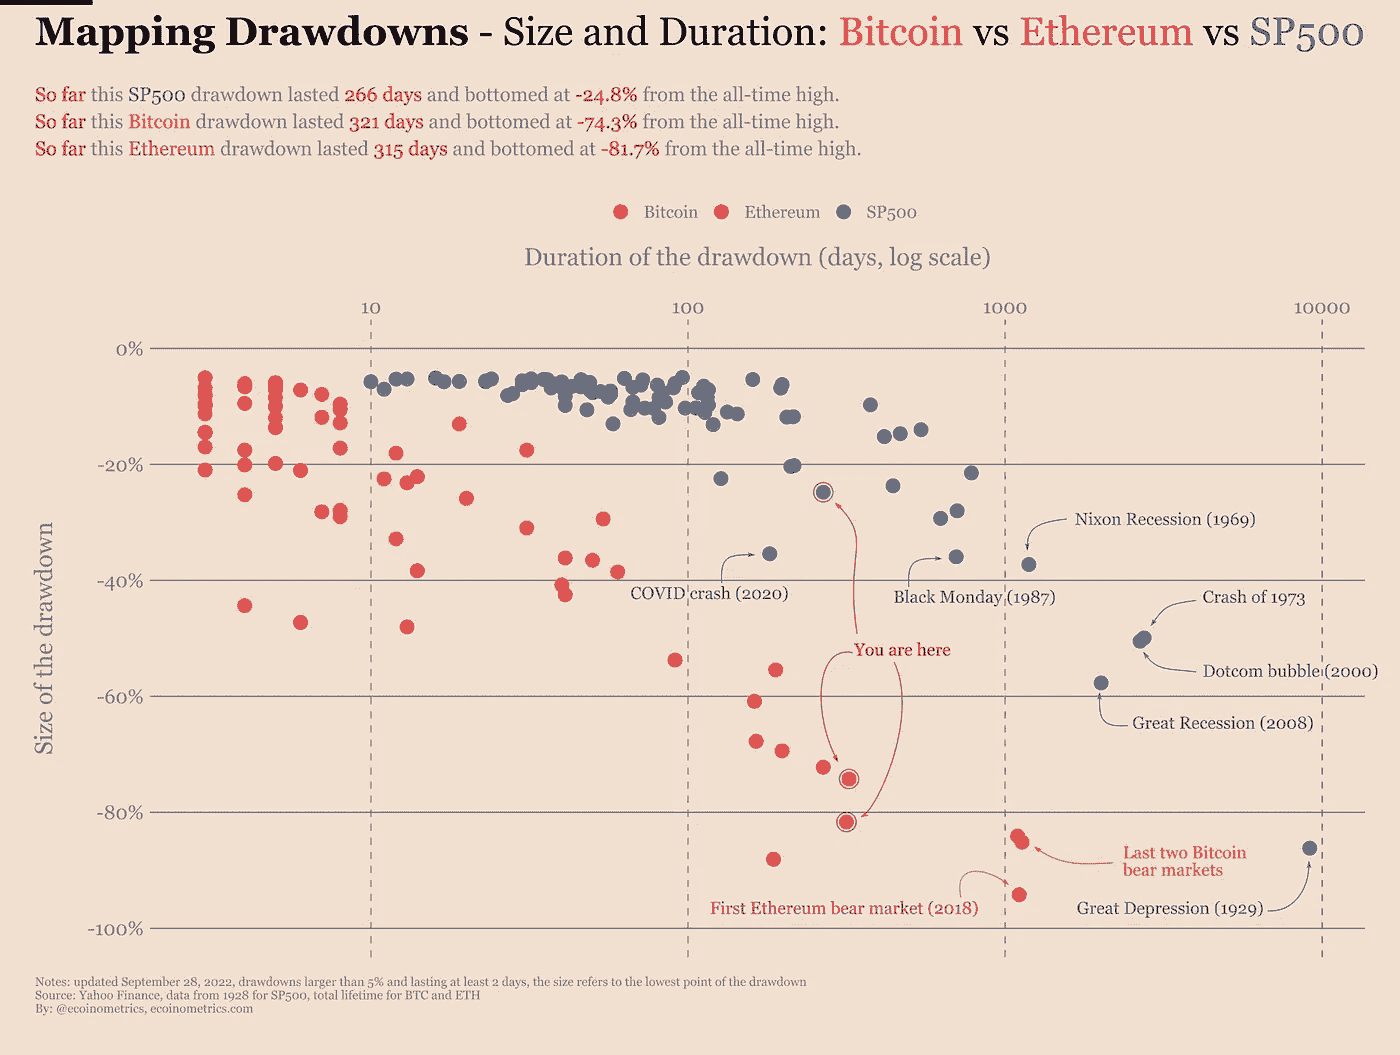 Mapping Drawdowns - Size and Duration: Bitcoin vs Ethereum vs SP500
So far this SP500 drawdown lasted 266 days and bottomed at -24.8% from the all-time high.
So far this Bitcoin drawdown lasted 321 days and bottomed at -74.3% from the all-time high.
So far this Ethereum drawdown lasted 315 days and bottomed at -81.7% from the all-time high.
Bitcoin Ethereum SP500
Duration of the drawdown (days, log scale)
10 100 1000 10000
0%
-20%
-40%
-60%
-80%
-100%
Size of the drawdown
Nixon Recession (1969)
COVID crash (2020)
Black Monday (1987)
Crash of 1973
You are here
Dotcom bubble (2000)
Great Recession (2008)
Last two Bitcoin
bear markets
First Ethereum bear market (2018)
Great Depression (1929)
Notes: updated September 28, 2022, drawdowns larger than 5% and lasting at least 2 days, the size refers to the lowest point of the drawdown
Source: Yahoo Finance, data from 1928 for SP500, total lifetime for BTC and ETH
By: @ecoinometrics, ecoinometrics.com